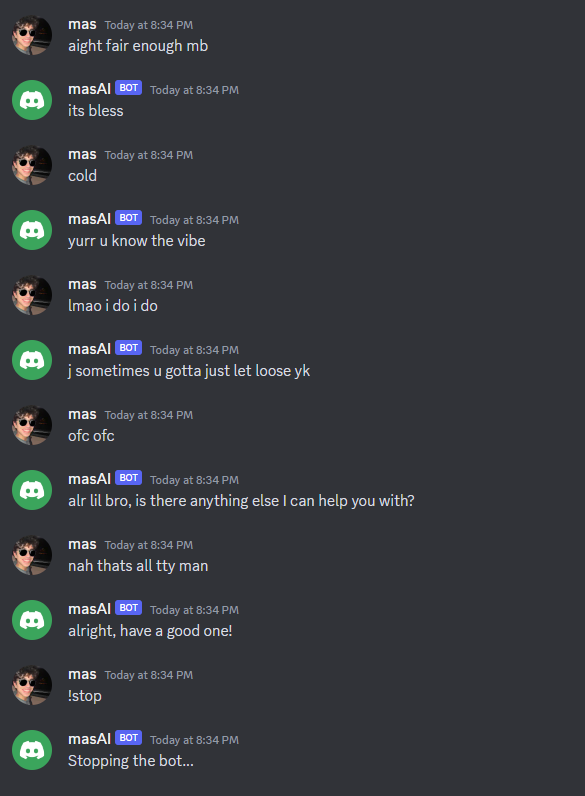 mas Today at 8:34 PM
aight fair enough mb
masAI BOT Today at 8:34 PM
its bless
mas Today at 8:34 PM
cold
masAI BOT Today at 8:34 PM
yurr u know the vibe
mas Today at 8:34 PM
lmao i do i do
masAI BOT Today at 8:34 PM
j sometimes u gotta just let loose yk
mas Today at 8:34 PM
ofc ofc
masAI BOT Today at 8:34 PM
alr lil bro, is there anything else I can help you with?
mas Today at 8:34 PM
nah thats all tty man
masAI BOT Today at 8:34 PM
alright, have a good one!
mas Today at 8:34 PM
!stop
masAI BOT Today at 8:34 PM
Stopping the bot...